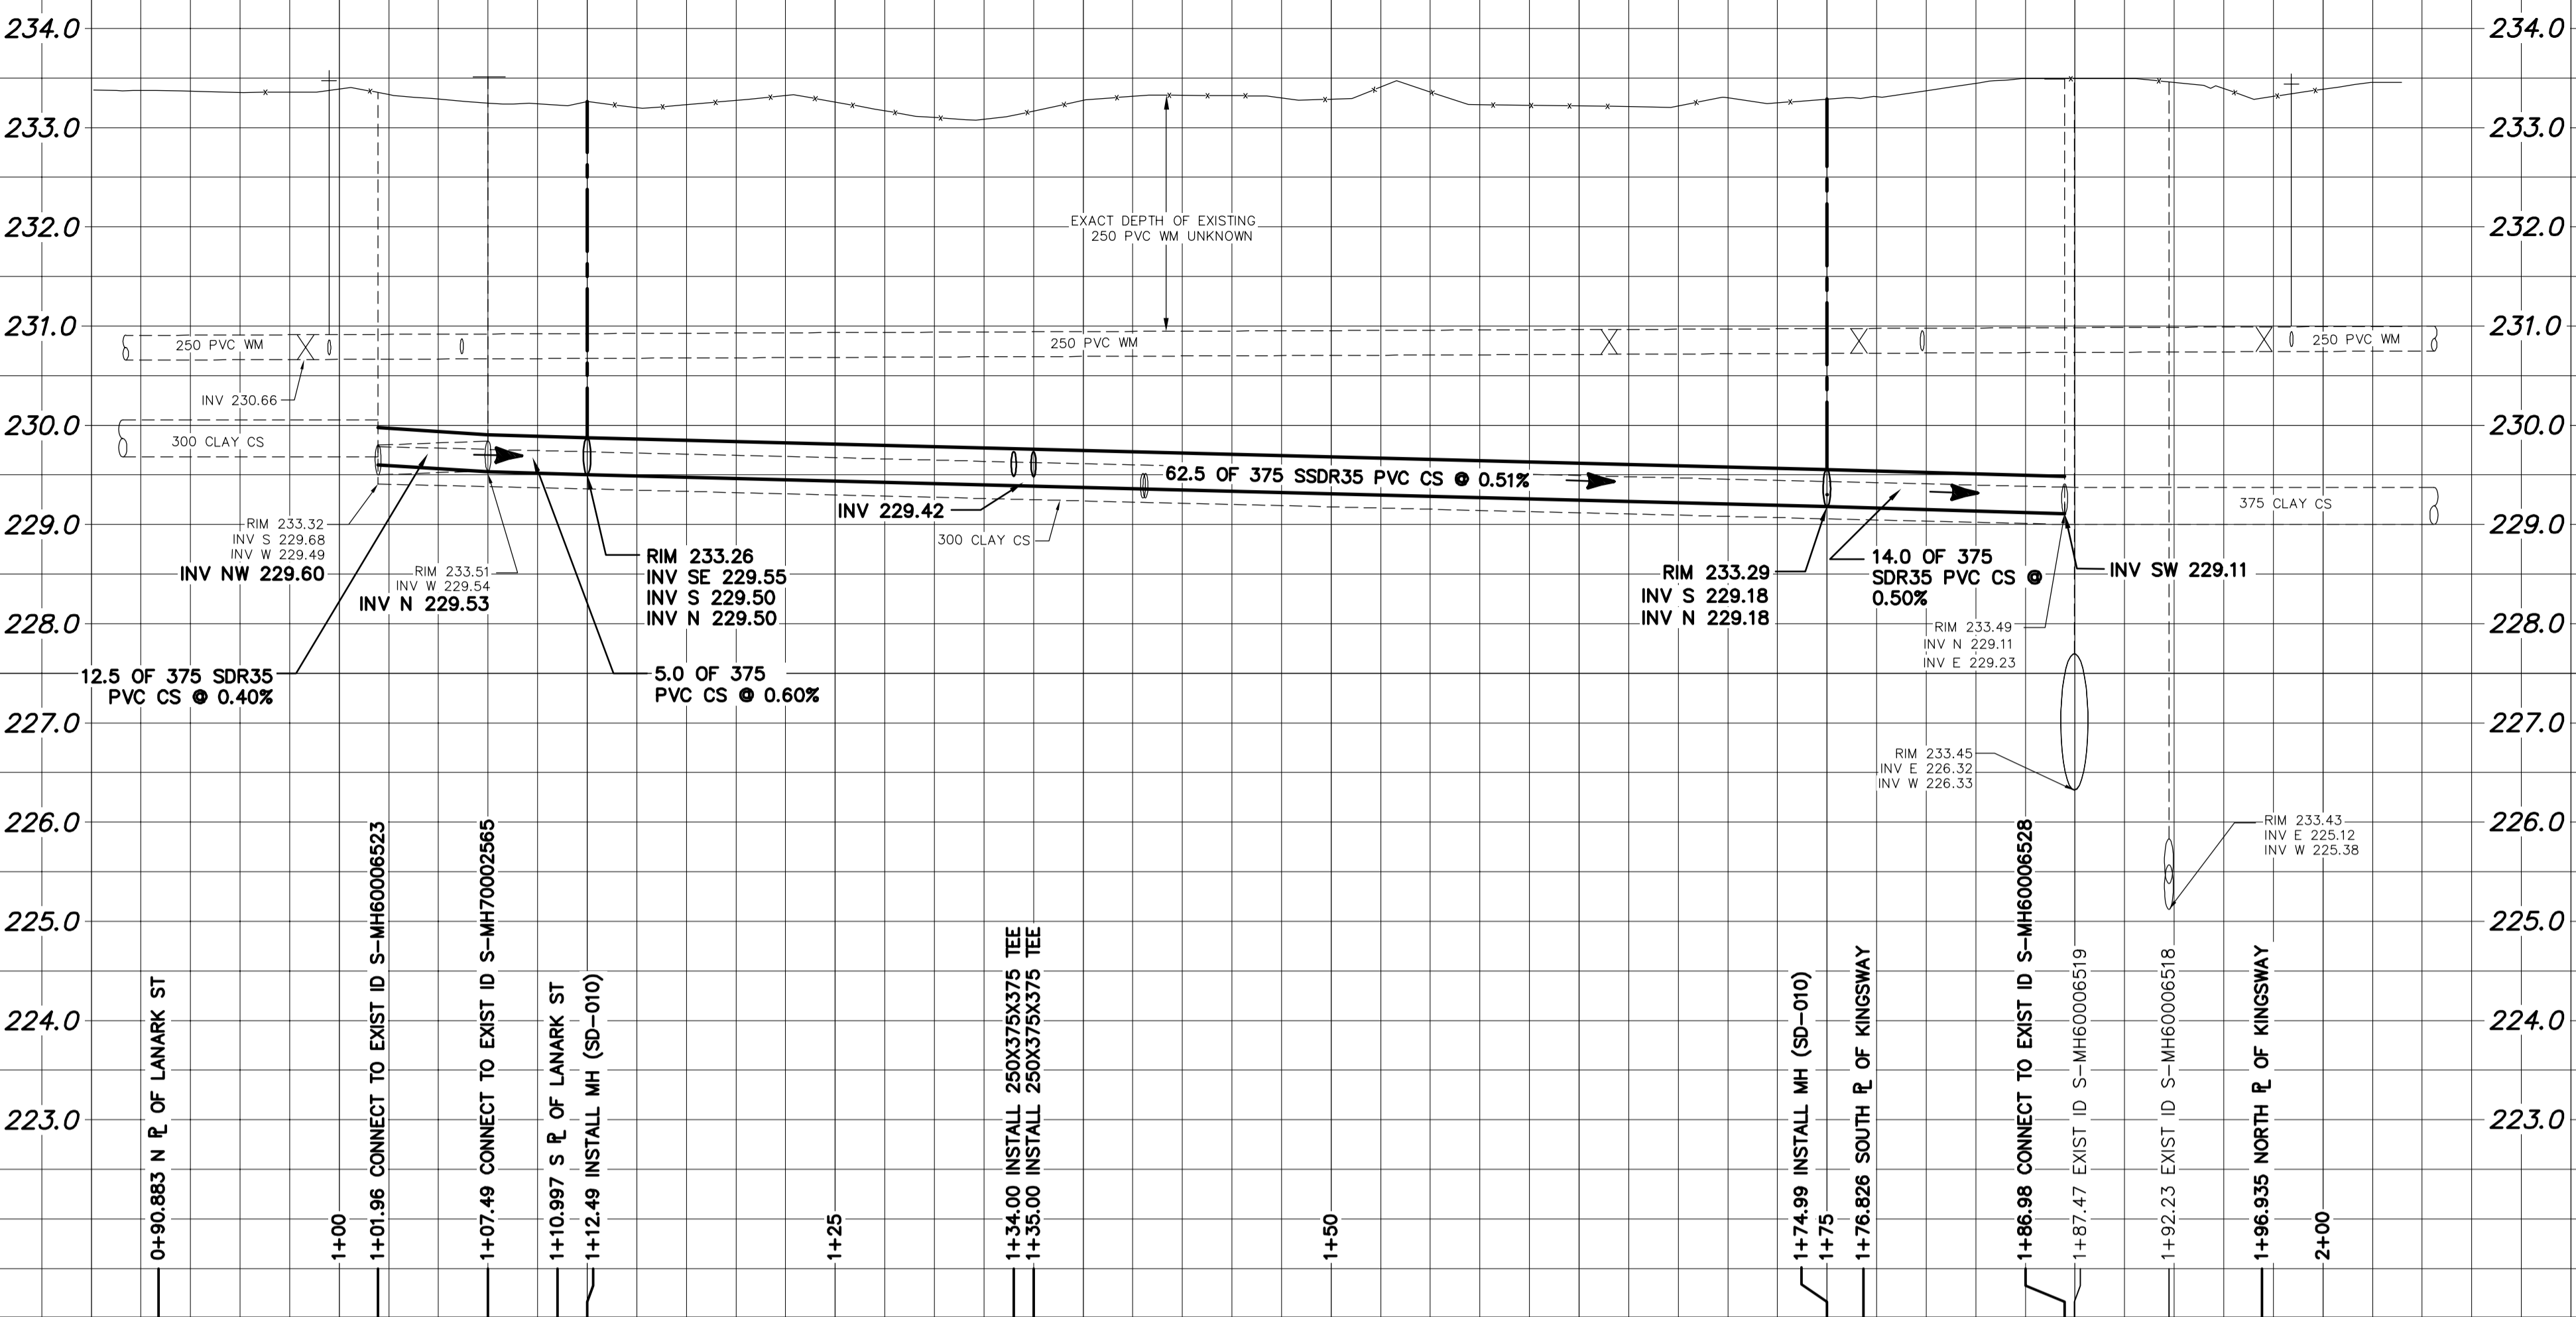 234.0
234.0
233.0
233.0
EXACT DEPTH OF EXISTING
250 PVC WM UNKNOWN
232.0
232.0
231.0
231.0
250 PVC WM
250 PVC WM
250 PVC WM
INV 230.66
230.0
230.0
300 CLAY CS
62.5 OF 375 SSDR35 PVC CS @ 0.51%
375 CLAY CS
INV 229.42
300 CLAY CS
229.0
229.0
RIM 233.32
INV S 229.68
INV W 229.49
INV NW 229.60
RIM 233.51
INV W 229.54
INV N 229.53
RIM 233.26
INV SE 229.55
INV S 229.50
INV N 229.50
RIM 233.29
INV S 229.18
INV N 229.18
14.0 OF 375
SDR35 PVC CS @
0.50%
INV SW 229.11
RIM 233.49
INV N 229.11
INV E 229.23
228.0
228.0
12.5 OF 375 SDR35
PVC CS @ 0.40%
5.0 OF 375
PVC CS @ 0.60%
227.0
227.0
RIM 233.45
INV E 226.32
INV W 226.33
226.0
226.0
RIM 233.43
INV E 225.12
INV W 225.38
225.0
225.0
224.0
224.0
223.0
223.0
0+90.883 N PL OF LANARK ST
1+00
1+01.96 CONNECT TO EXIST ID S-MH60006523
1+07.49 CONNECT TO EXIST ID S-MH70002565
1+10.997 S PL OF LANARK ST
1+12.49 INSTALL MH (SD-010)
1+25
1+34.00 INSTALL 250X375X375 TEE
1+35.00 INSTALL 250X375X375 TEE
1+50
1+74.99 INSTALL MH (SD-010)
1+75
1+76.826 SOUTH PL OF KINGSWAY
1+86.98 CONNECT TO EXIST ID S-MH60006528
1+87.47 EXIST ID S-MH60006519
1+92.23 EXIST ID S-MH60006518
1+96.935 NORTH PL OF KINGSWAY
2+00